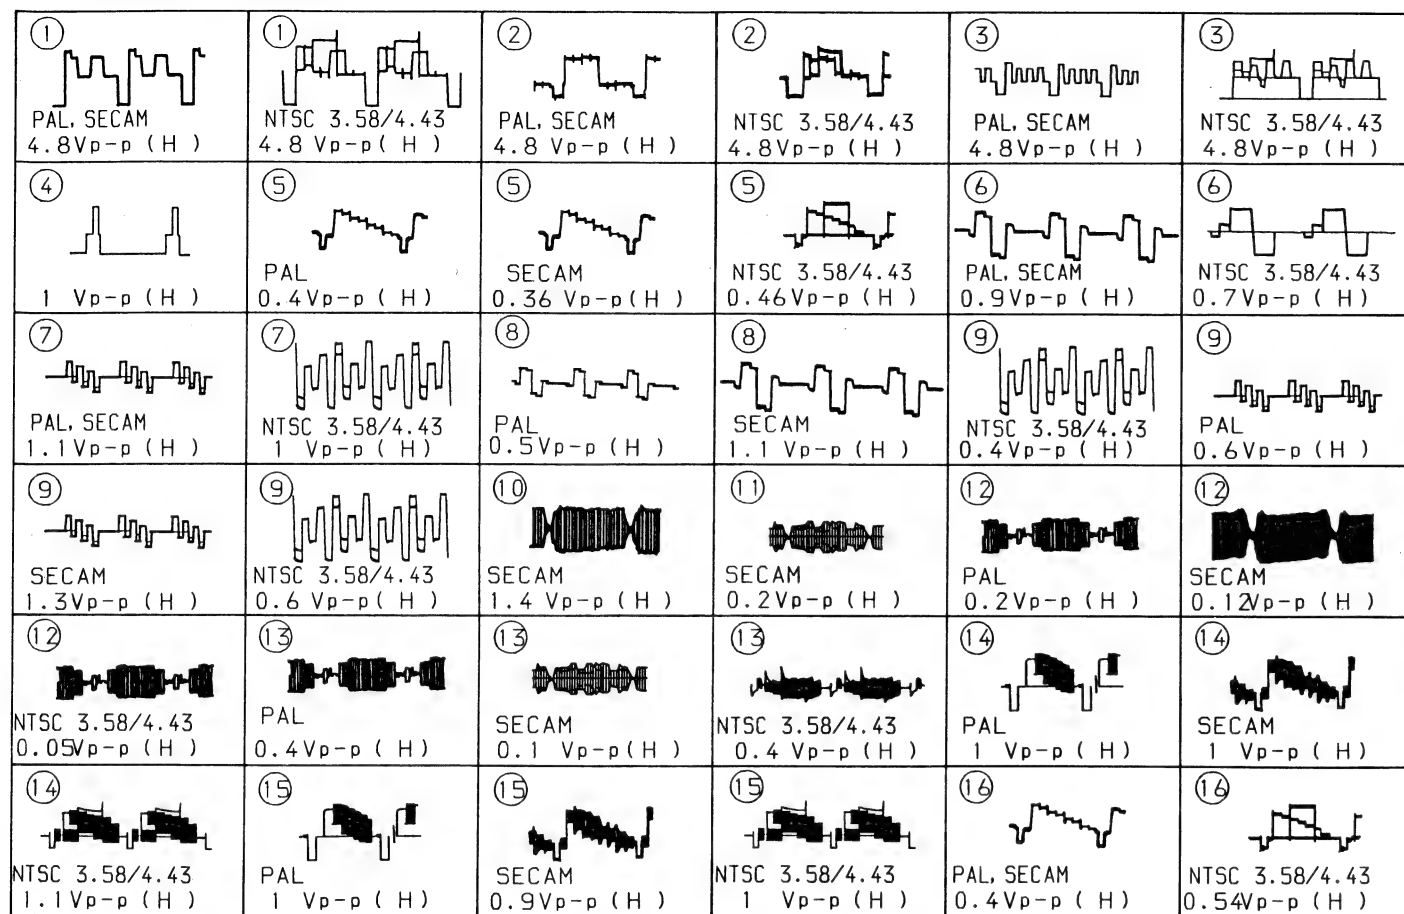 ①
PAL, SECAM
4.8Vp-p (H)
①
NTSC 3.58/4.43
4.8 Vp-p( H )
②
PAL, SECAM
4.8Vp-p ( H )
②
NTSC 3.58/4.43
4.8Vp-p ( H )
③
PAL, SECAM
4.8Vp-p ( H )
③
NTSC 3.58/4.43
4.8Vp-p ( H )
④
1 Vp-p ( H )
⑤
PAL
0.4Vp-p ( H)
⑤
SECAM
0.36 Vp-p(H )
⑤
NTSC 3.58/4.43
0.46Vp-p ( H )
⑥
PAL, SECAM
0.9Vp-p ( H )
⑥
NTSC 3.58/4.43
0.7Vp-p ( H )
⑦
PAL, SECAM
1.1Vp-p ( H )
⑦
NTSC 3.58/4.43
1 Vp-p (H )
⑧
PAL
0.5Vp-p ( H )
⑧
SECAM
1.1 Vp-p ( H )
⑨
NTSC 3.58/4.43
0.4Vp-p ( H )
⑨
PAL
0.6Vp-p ( H )
⑨
SECAM
1.3Vp-p ( H )
⑨
NTSC 3.58/4.43
0.6 Vp-p ( H )
⑩
SECAM
1.4 Vp-p ( H )
⑪
SECAM
0.2Vp-p ( H )
⑫
PAL
0.2Vp-p ( H )
⑫
SECAM
0.12Vp-p ( H )
⑫
NTSC 3.58/4.43
0.05Vp-p ( H )
⑬
PAL
0.4Vp-p ( H)
⑬
SECAM
0.1 Vp-p(H )
⑬
NTSC 3.58/4.43
0.4 Vp-p ( H )
⑭
PAL
1 Vp-p ( H )
⑭
SECAM
1 Vp-p ( H )
⑭
NTSC 3.58/4.43
1.1Vp-p ( H )
⑮
PAL
1 Vp-p ( H )
⑮
SECAM
0.9Vp-p ( H )
⑮
NTSC 3.58/4.43
1 Vp-p ( H )
⑯
PAL, SECAM
0.4Vp-p ( H )
⑯
NTSC 3.58/4.43
0.54Vp-p ( H )